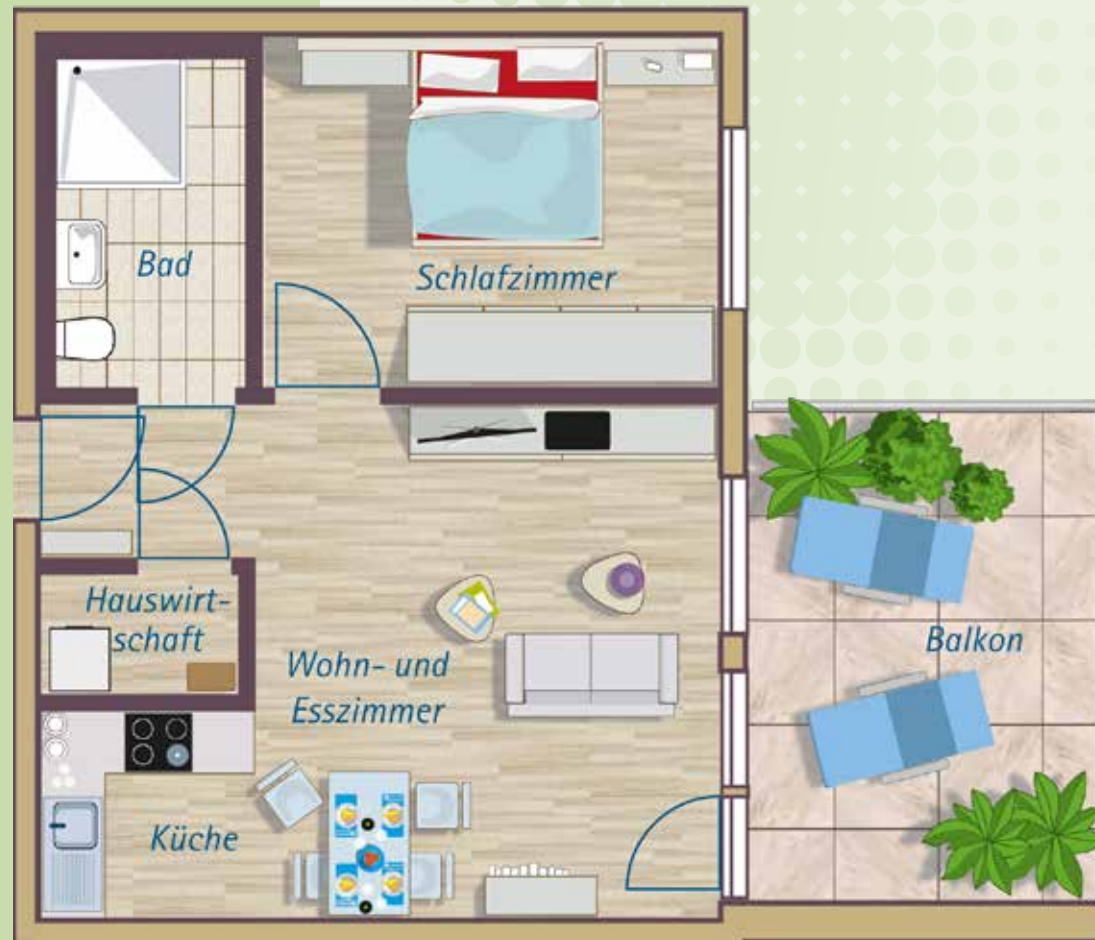 Bad
Schlafzimmer
Hauswirt-
schaft
Wohn- und
Esszimmer
Balkon
Küche